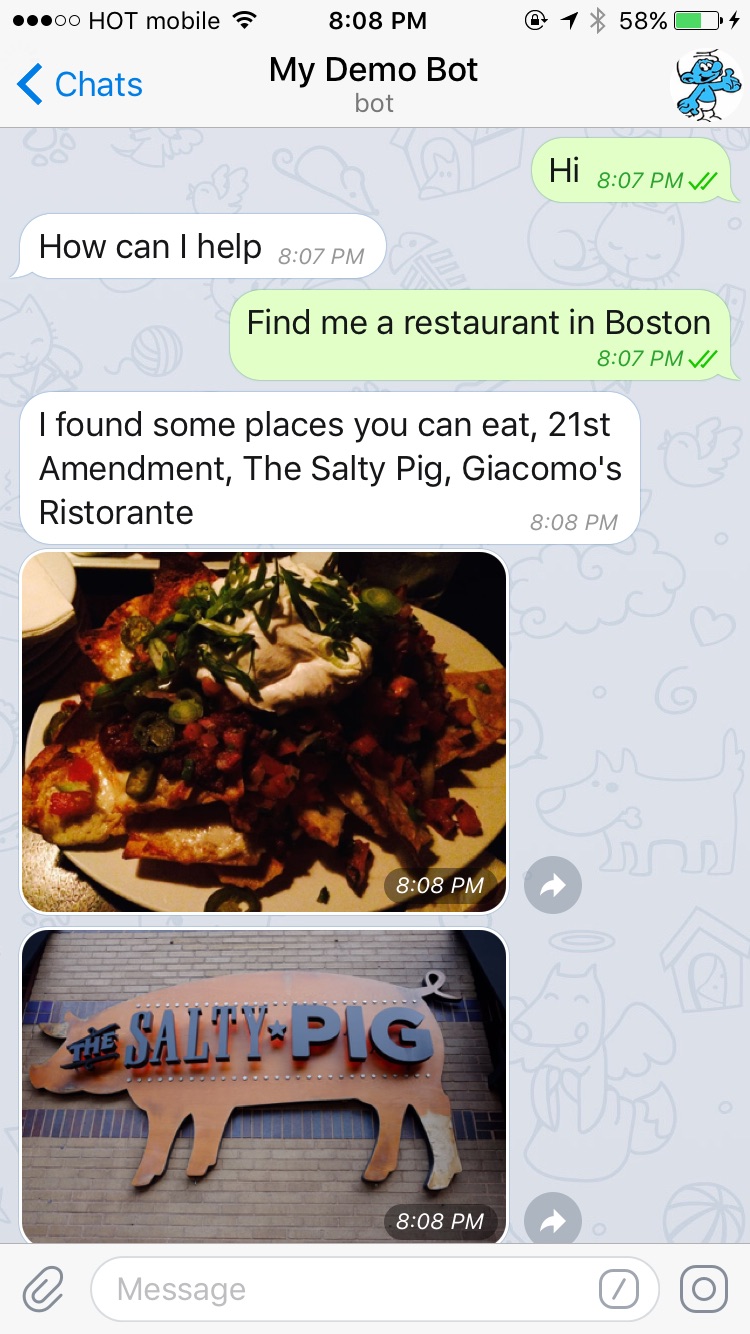 HOT mobile 8:08 PM 58%
Chats My Demo Bot
bot
Hi 8:07 PM
How can I help 8:07 PM
Find me a restaurant in Boston
8:07 PM
I found some places you can eat, 21st
Amendment, The Salty Pig, Giacomo's
Ristorante 8:08 PM
8:08 PM
THE SALTY PIG
8:08 PM
Message